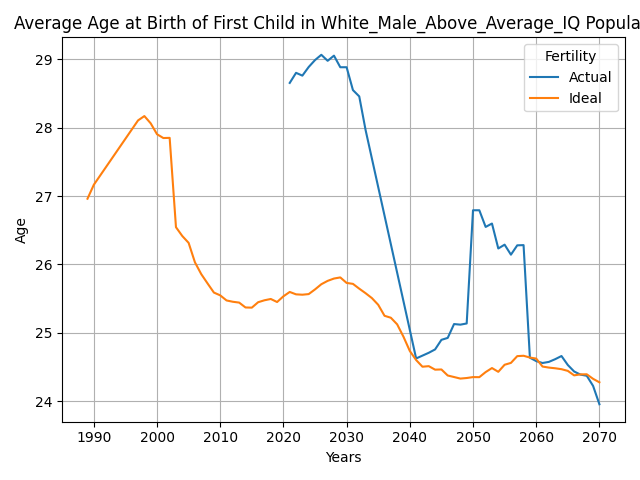 Average Age at Birth of First Child in White_Male_Above_Average_IQ Popula
Fertility
Actual
Ideal
29
28
27
26
25
24
Age
1990 2000 2010 2020 2030 2040 2050 2060 2070
Years